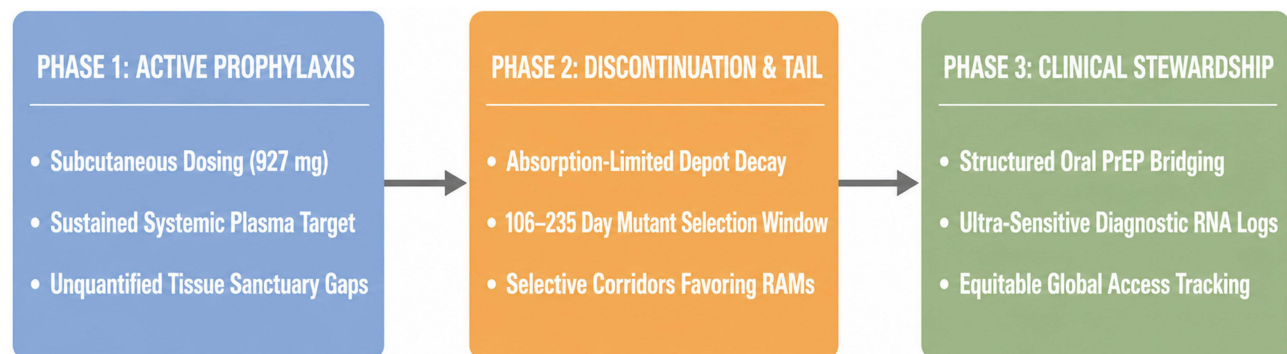 PHASE 1: ACTIVE PROPHYLAXIS
• Subcutaneous Dosing (927 mg)
• Sustained Systemic Plasma Target
• Unquantified Tissue Sanctuary Gaps
PHASE 2: DISCONTINUATION & TAIL
• Absorption-Limited Depot Decay
• 106–235 Day Mutant Selection Window
• Selective Corridors Favoring RAMs
PHASE 3: CLINICAL STEWARDSHIP
• Structured Oral PrEP Bridging
• Ultra-Sensitive Diagnostic RNA Logs
• Equitable Global Access Tracking